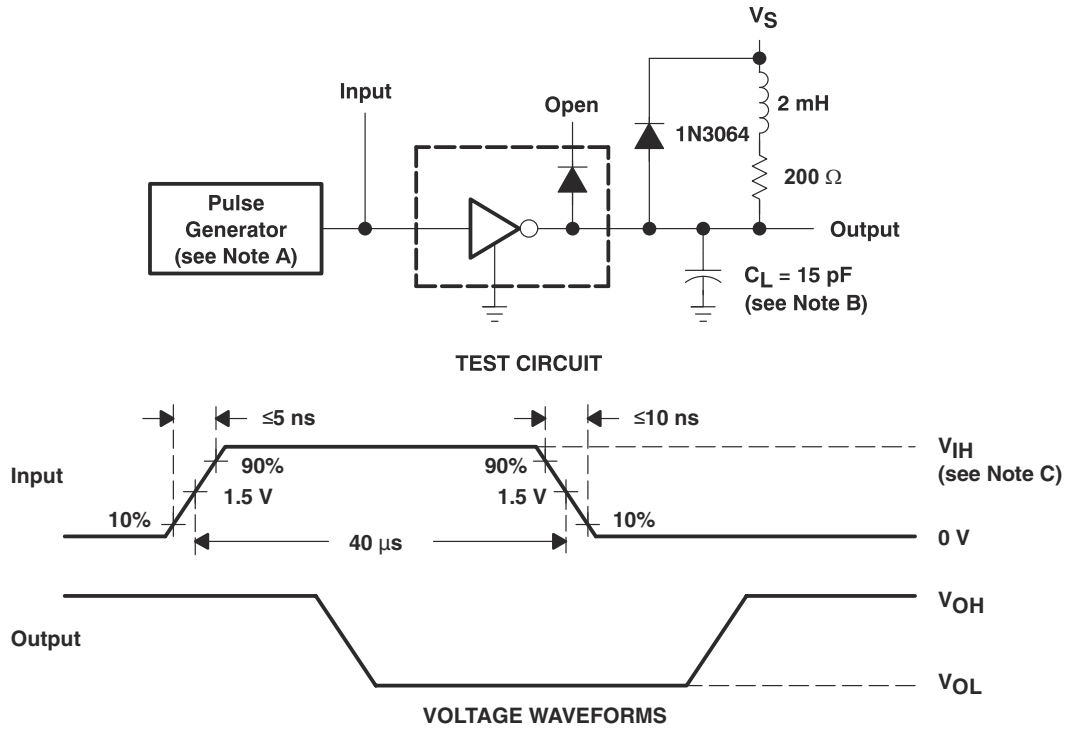 VS
Input
Open
2 mH
1N3064
200 Ω
Pulse
Generator
(see Note A)
Output
CL = 15 pF
(see Note B)
TEST CIRCUIT
≤5 ns
≤10 ns
VIH
(see Note C)
Input
90%
90%
1.5 V
1.5 V
10%
10%
40 μs
0 V
VOH
Output
VOL
VOLTAGE WAVEFORMS